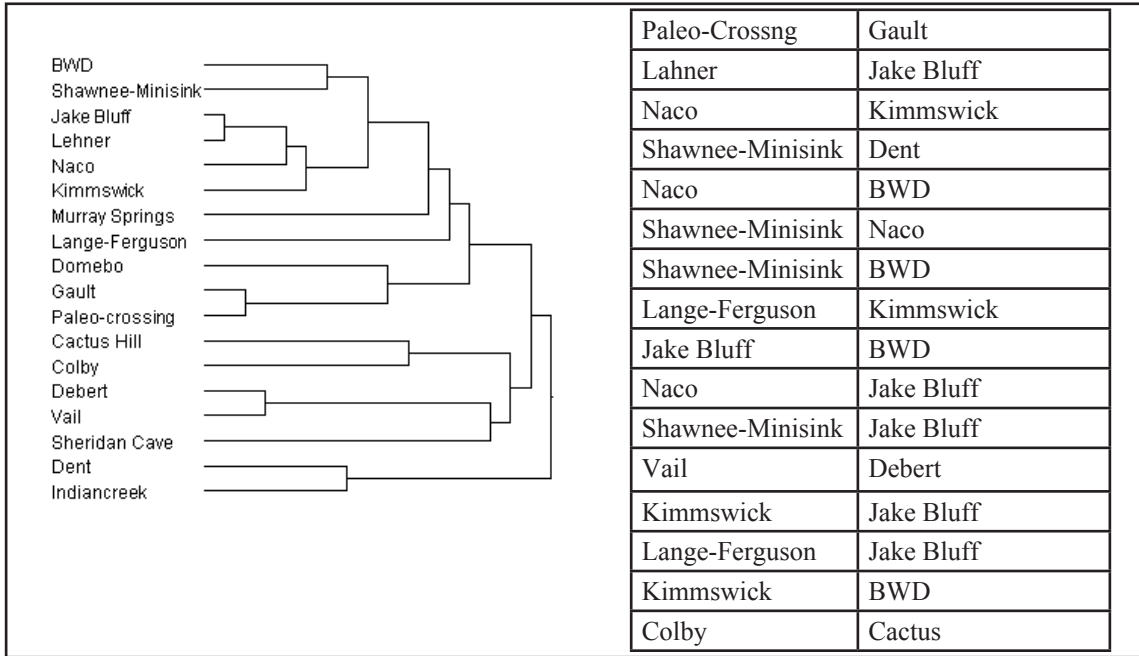 BWD
Shawnee-Minisink
Jake Bluff
Lehner
Naco
Kimmswick
Murray Springs
Lange-Ferguson
Domebo
Gault
Paleo-crossing
Cactus Hill
Colby
Debert
Vail
Sheridan Cave
Dent
Indiancreek
Paleo-Crossng Gault
Lahner Jake Bluff
Naco Kimmswick
Shawnee-Minisink Dent
Naco BWD
Shawnee-Minisink Naco
Shawnee-Minisink BWD
Lange-Ferguson Kimmswick
Jake Bluff BWD
Naco Jake Bluff
Shawnee-Minisink Jake Bluff
Vail Debert
Kimmswick Jake Bluff
Lange-Ferguson Jake Bluff
Kimmswick BWD
Colby Cactus